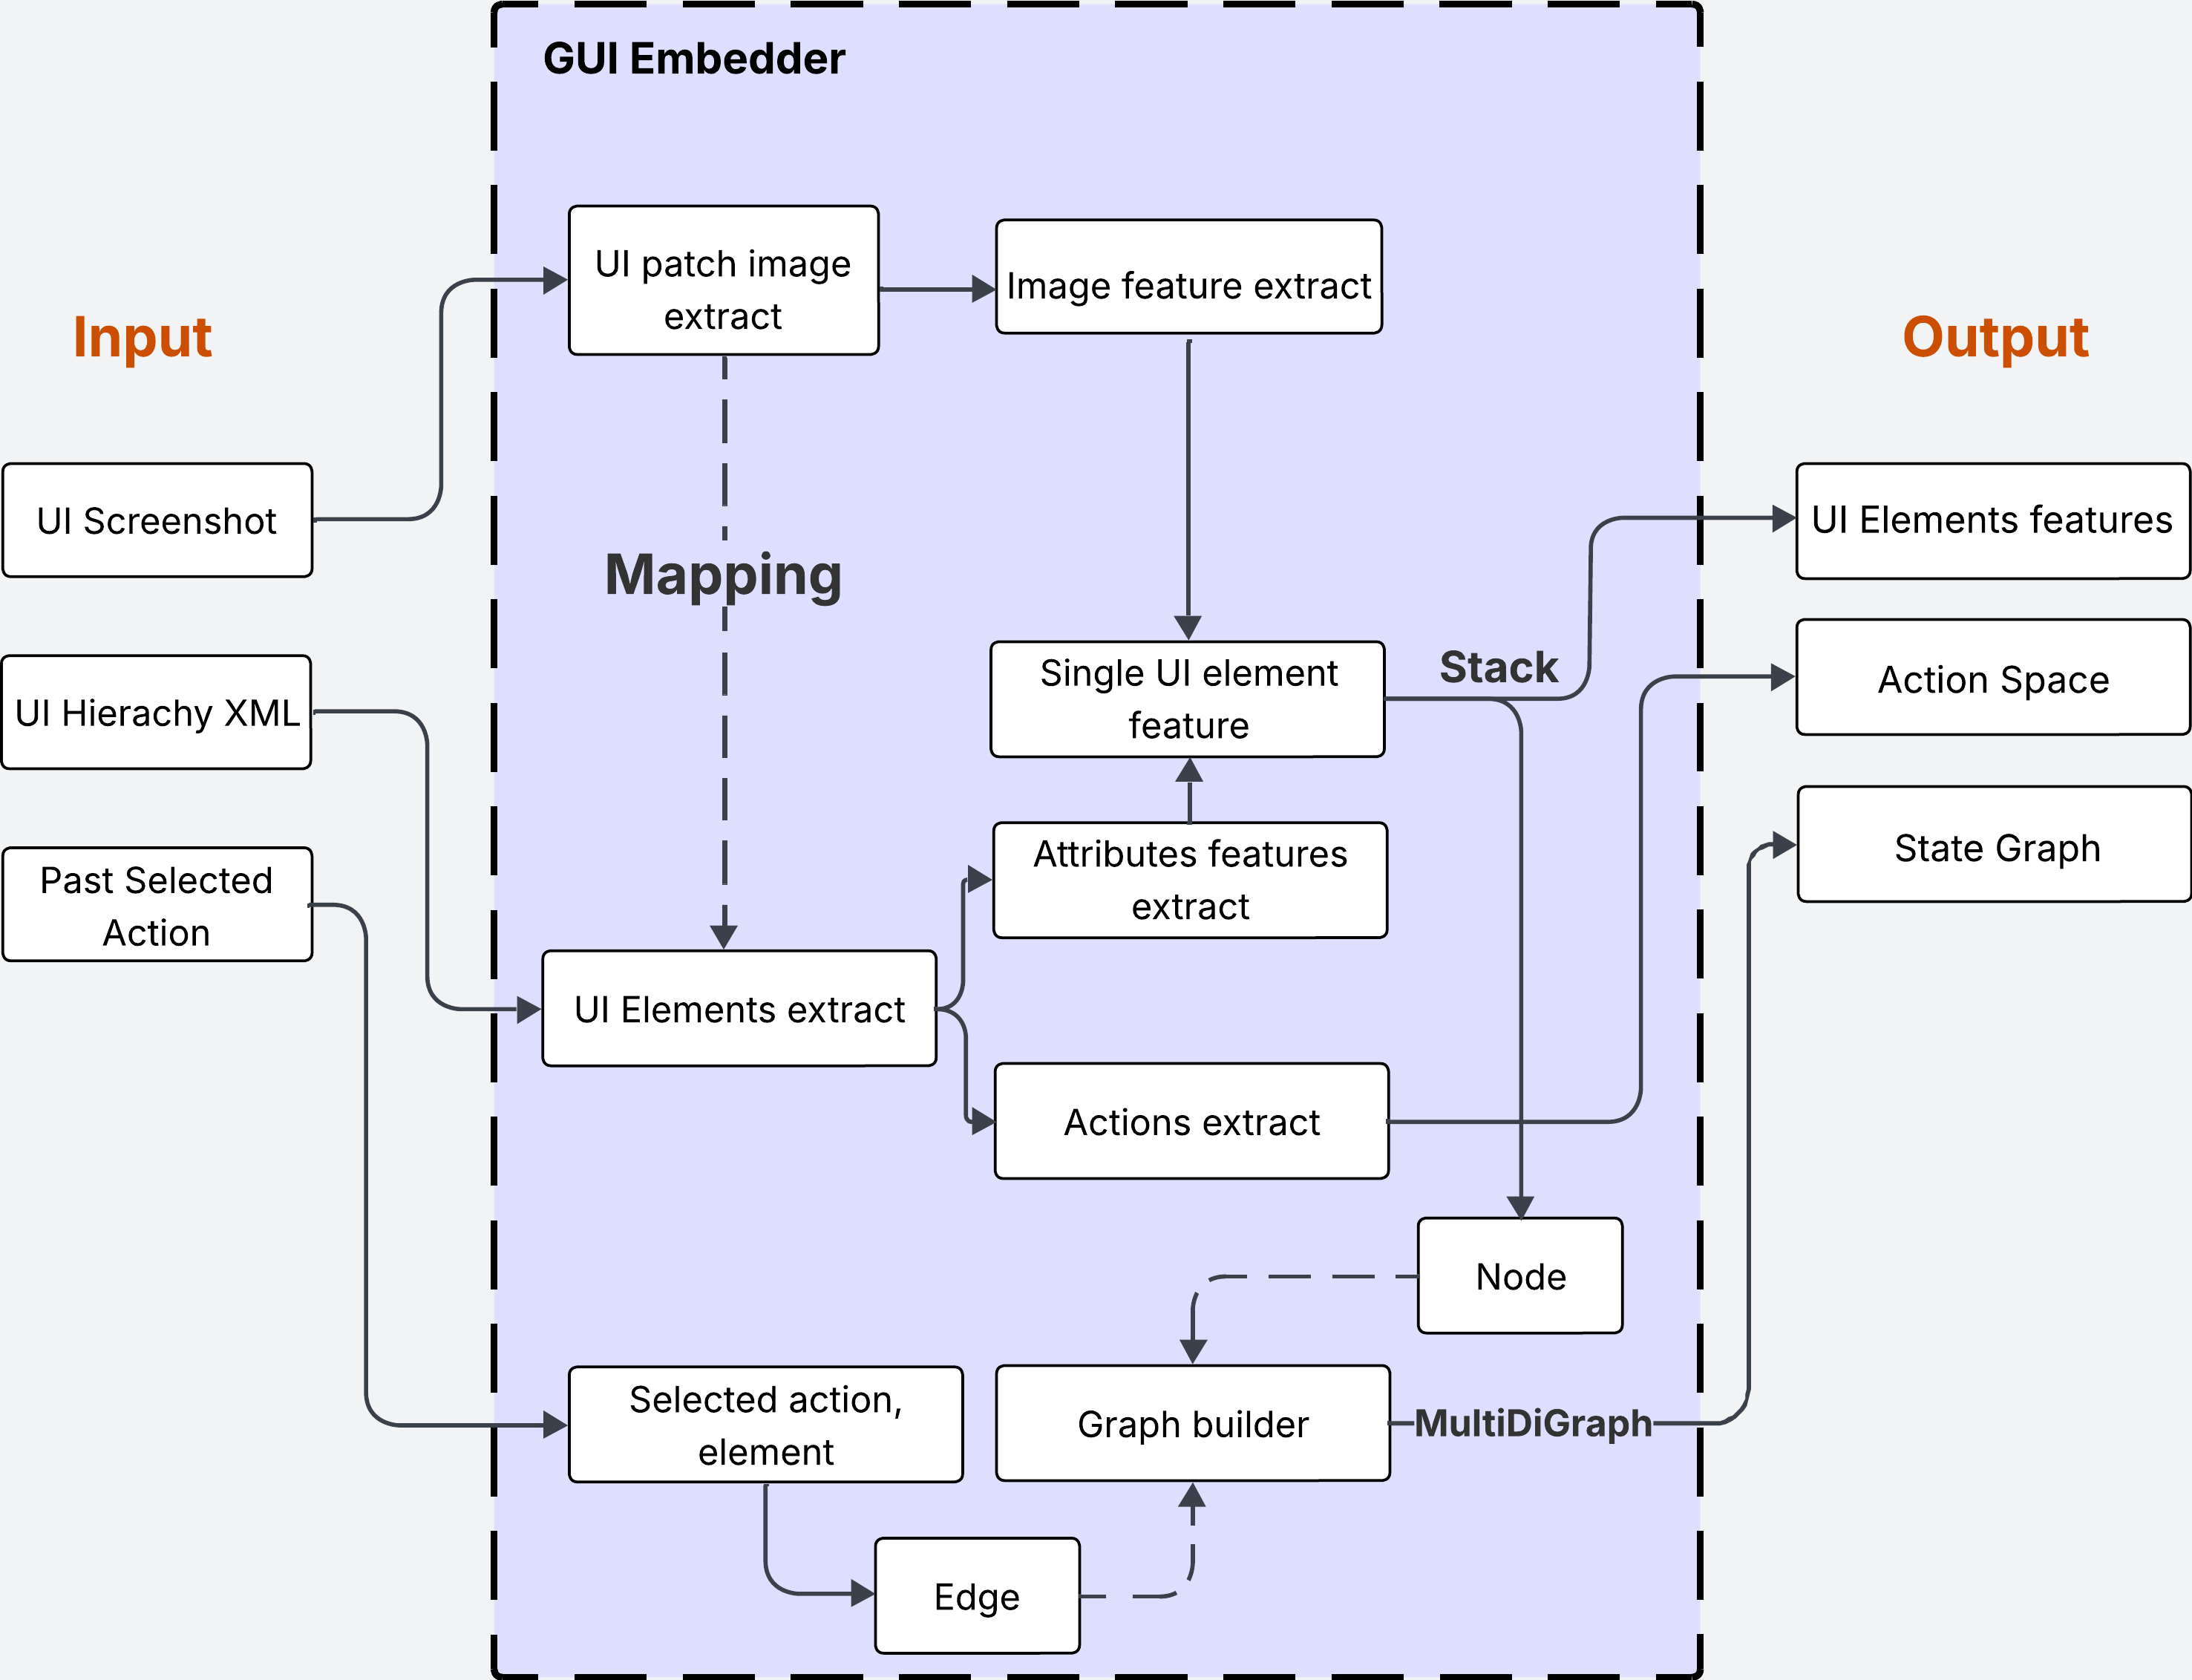 GUI Embedder
Input
UI Screenshot
UI Hierachy XML
Past Selected
Action
UI patch image
extract
Image feature extract
Mapping
Single UI element
feature
Stack
Attributes features
extract
UI Elements extract
Actions extract
Node
Selected action,
element
Graph builder
MultiDiGraph
Edge
Output
UI Elements features
Action Space
State Graph